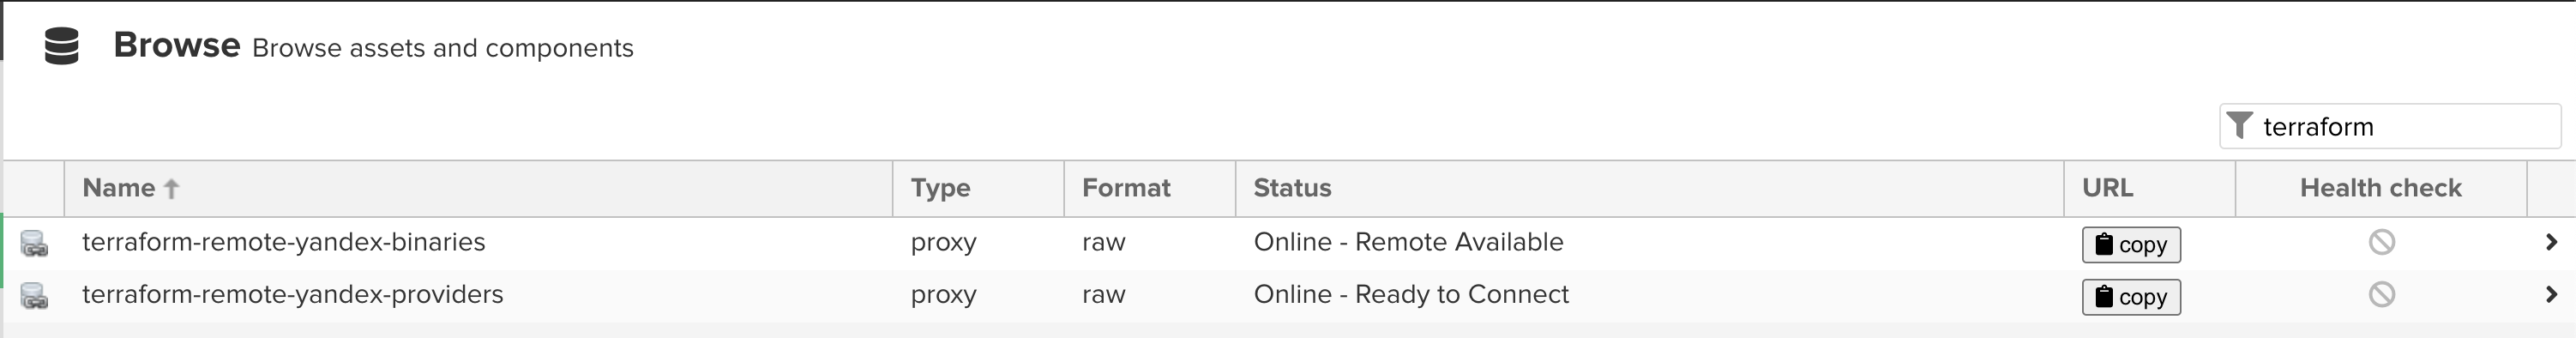 Browse Browse assets and components
terraform
Name Type Format Status URL Health check
terraform-remote-yandex-binaries proxy raw Online - Remote Available copy
terraform-remote-yandex-providers proxy raw Online - Ready to Connect copy